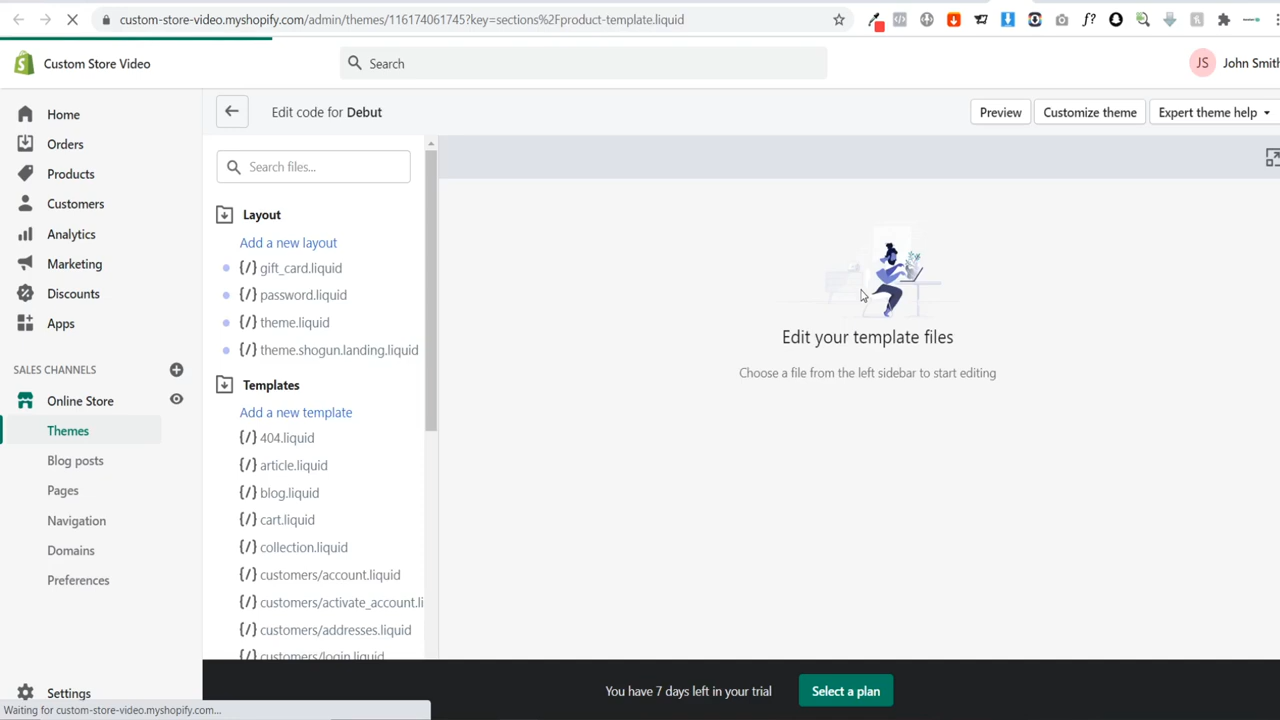 custom-store-video.myshopify.com/admin/themes/116174061745?key=sections%2Fproduct-template.liquid
Custom Store Video
Search
JS
John Smith
Home
Orders
Products
Customers
Analytics
Marketing
Discounts
Apps
SALES CHANNELS
Online Store
Themes
Blog posts
Pages
Navigation
Domains
Preferences
Settings
Edit code for Debut
Preview
Customize theme
Expert theme help
Search files...
Layout
Add a new layout
{/} gift_card.liquid
{/} password.liquid
{/} theme.liquid
{/} theme.shogun.landing.liquid
Templates
Add a new template
{/} 404.liquid
{/} article.liquid
{/} blog.liquid
{/} cart.liquid
{/} collection.liquid
{/} customers/account.liquid
{/} customers/activate_account.li
{/} customers/addresses.liquid
{/} customers/login.liquid
Edit your template files
Choose a file from the left sidebar to start editing
You have 7 days left in your trial
Select a plan
Waiting for custom-store-video.myshopify.com...